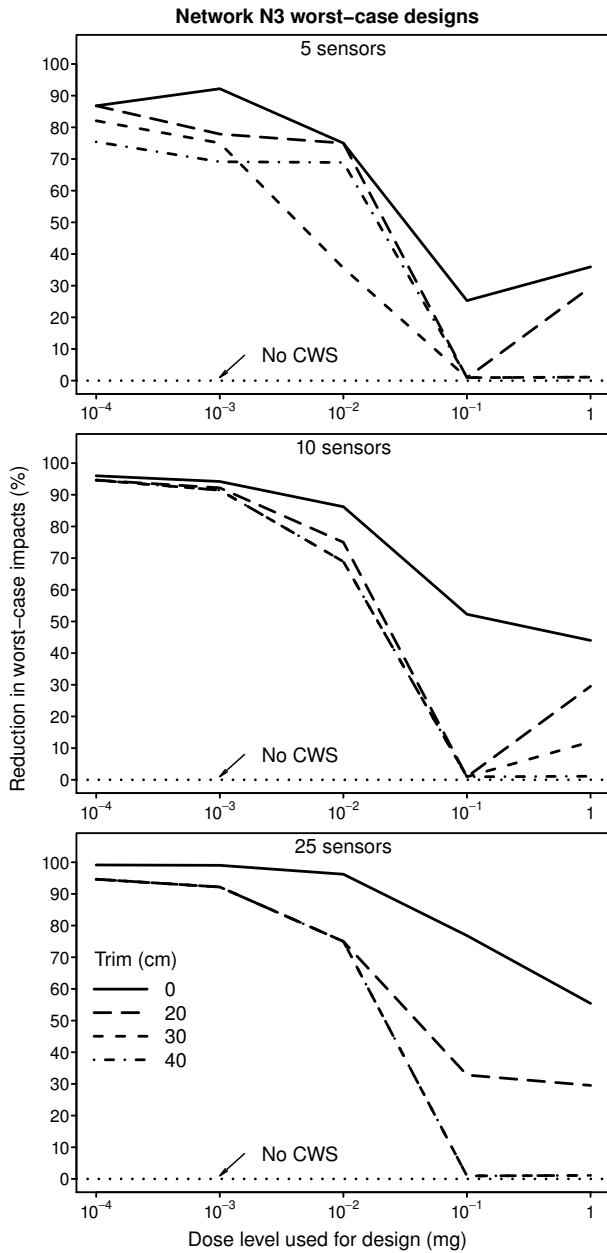 Network N3 worst−case designs
5 sensors
100
90
80
70
60
50
40
30
20
10
0
No CWS
10⁻⁴ 10⁻³ 10⁻² 10⁻¹ 1
Reduction in worst−case impacts (%)
10 sensors
100
90
80
70
60
50
40
30
20
10
0
No CWS
10⁻⁴ 10⁻³ 10⁻² 10⁻¹ 1
25 sensors
100
90
80
70
60
50
40
30
20
10
0
Trim (cm)
0
20
30
40
No CWS
10⁻⁴ 10⁻³ 10⁻² 10⁻¹ 1
Dose level used for design (mg)